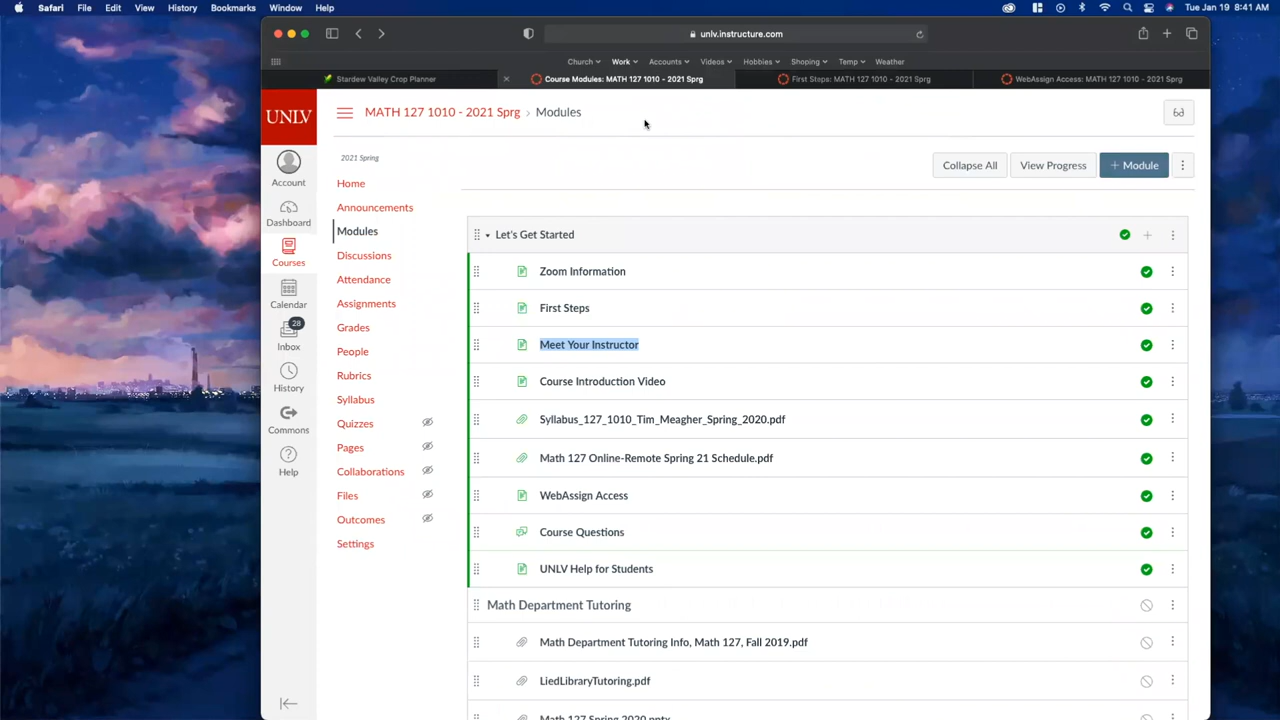 Safari File Edit View History Bookmarks Window Help
Tue Jan 19 8:41 AM
unlv.instructure.com
Church Work Accounts Videos Hobbies Shoping Temp Weather
Stardew Valley Crop Planner
Course Modules: MATH 127 1010 - 2021 Sprg
First Steps: MATH 127 1010 - 2021 Sprg
WebAssign Access: MATH 127 1010 - 2021 Sprg
UNLV
MATH 127 1010 - 2021 Sprg › Modules
Account
Dashboard
Courses
Calendar
28
Inbox
History
Commons
Help
2021 Spring
Home
Announcements
Modules
Discussions
Attendance
Assignments
Grades
People
Rubrics
Syllabus
Quizzes
Pages
Collaborations
Files
Outcomes
Settings
Collapse All
View Progress
+ Module
Let's Get Started
Zoom Information
First Steps
Meet Your Instructor
Course Introduction Video
Syllabus_127_1010_Tim_Meagher_Spring_2020.pdf
Math 127 Online-Remote Spring 21 Schedule.pdf
WebAssign Access
Course Questions
UNLV Help for Students
Math Department Tutoring
Math Department Tutoring Info, Math 127, Fall 2019.pdf
LiedLibraryTutoring.pdf
Math 127 Spring 2020.pptx